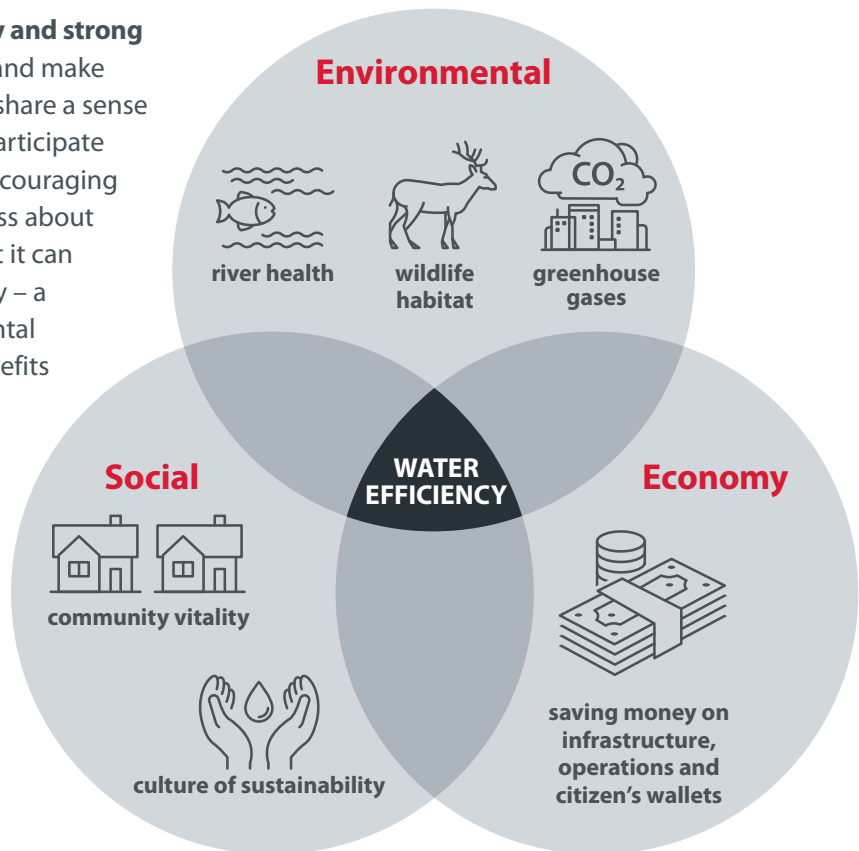 y and strong
and make
share a sense
articipate
couraging
ss about
t it can
y – a
ntal
efits
Environmental
CO₂
river health
wildlife
habitat
greenhouse
gases
Social
WATER
EFFICIENCY
Economy
community vitality
culture of sustainability
saving money on
infrastructure,
operations and
citizen's wallets